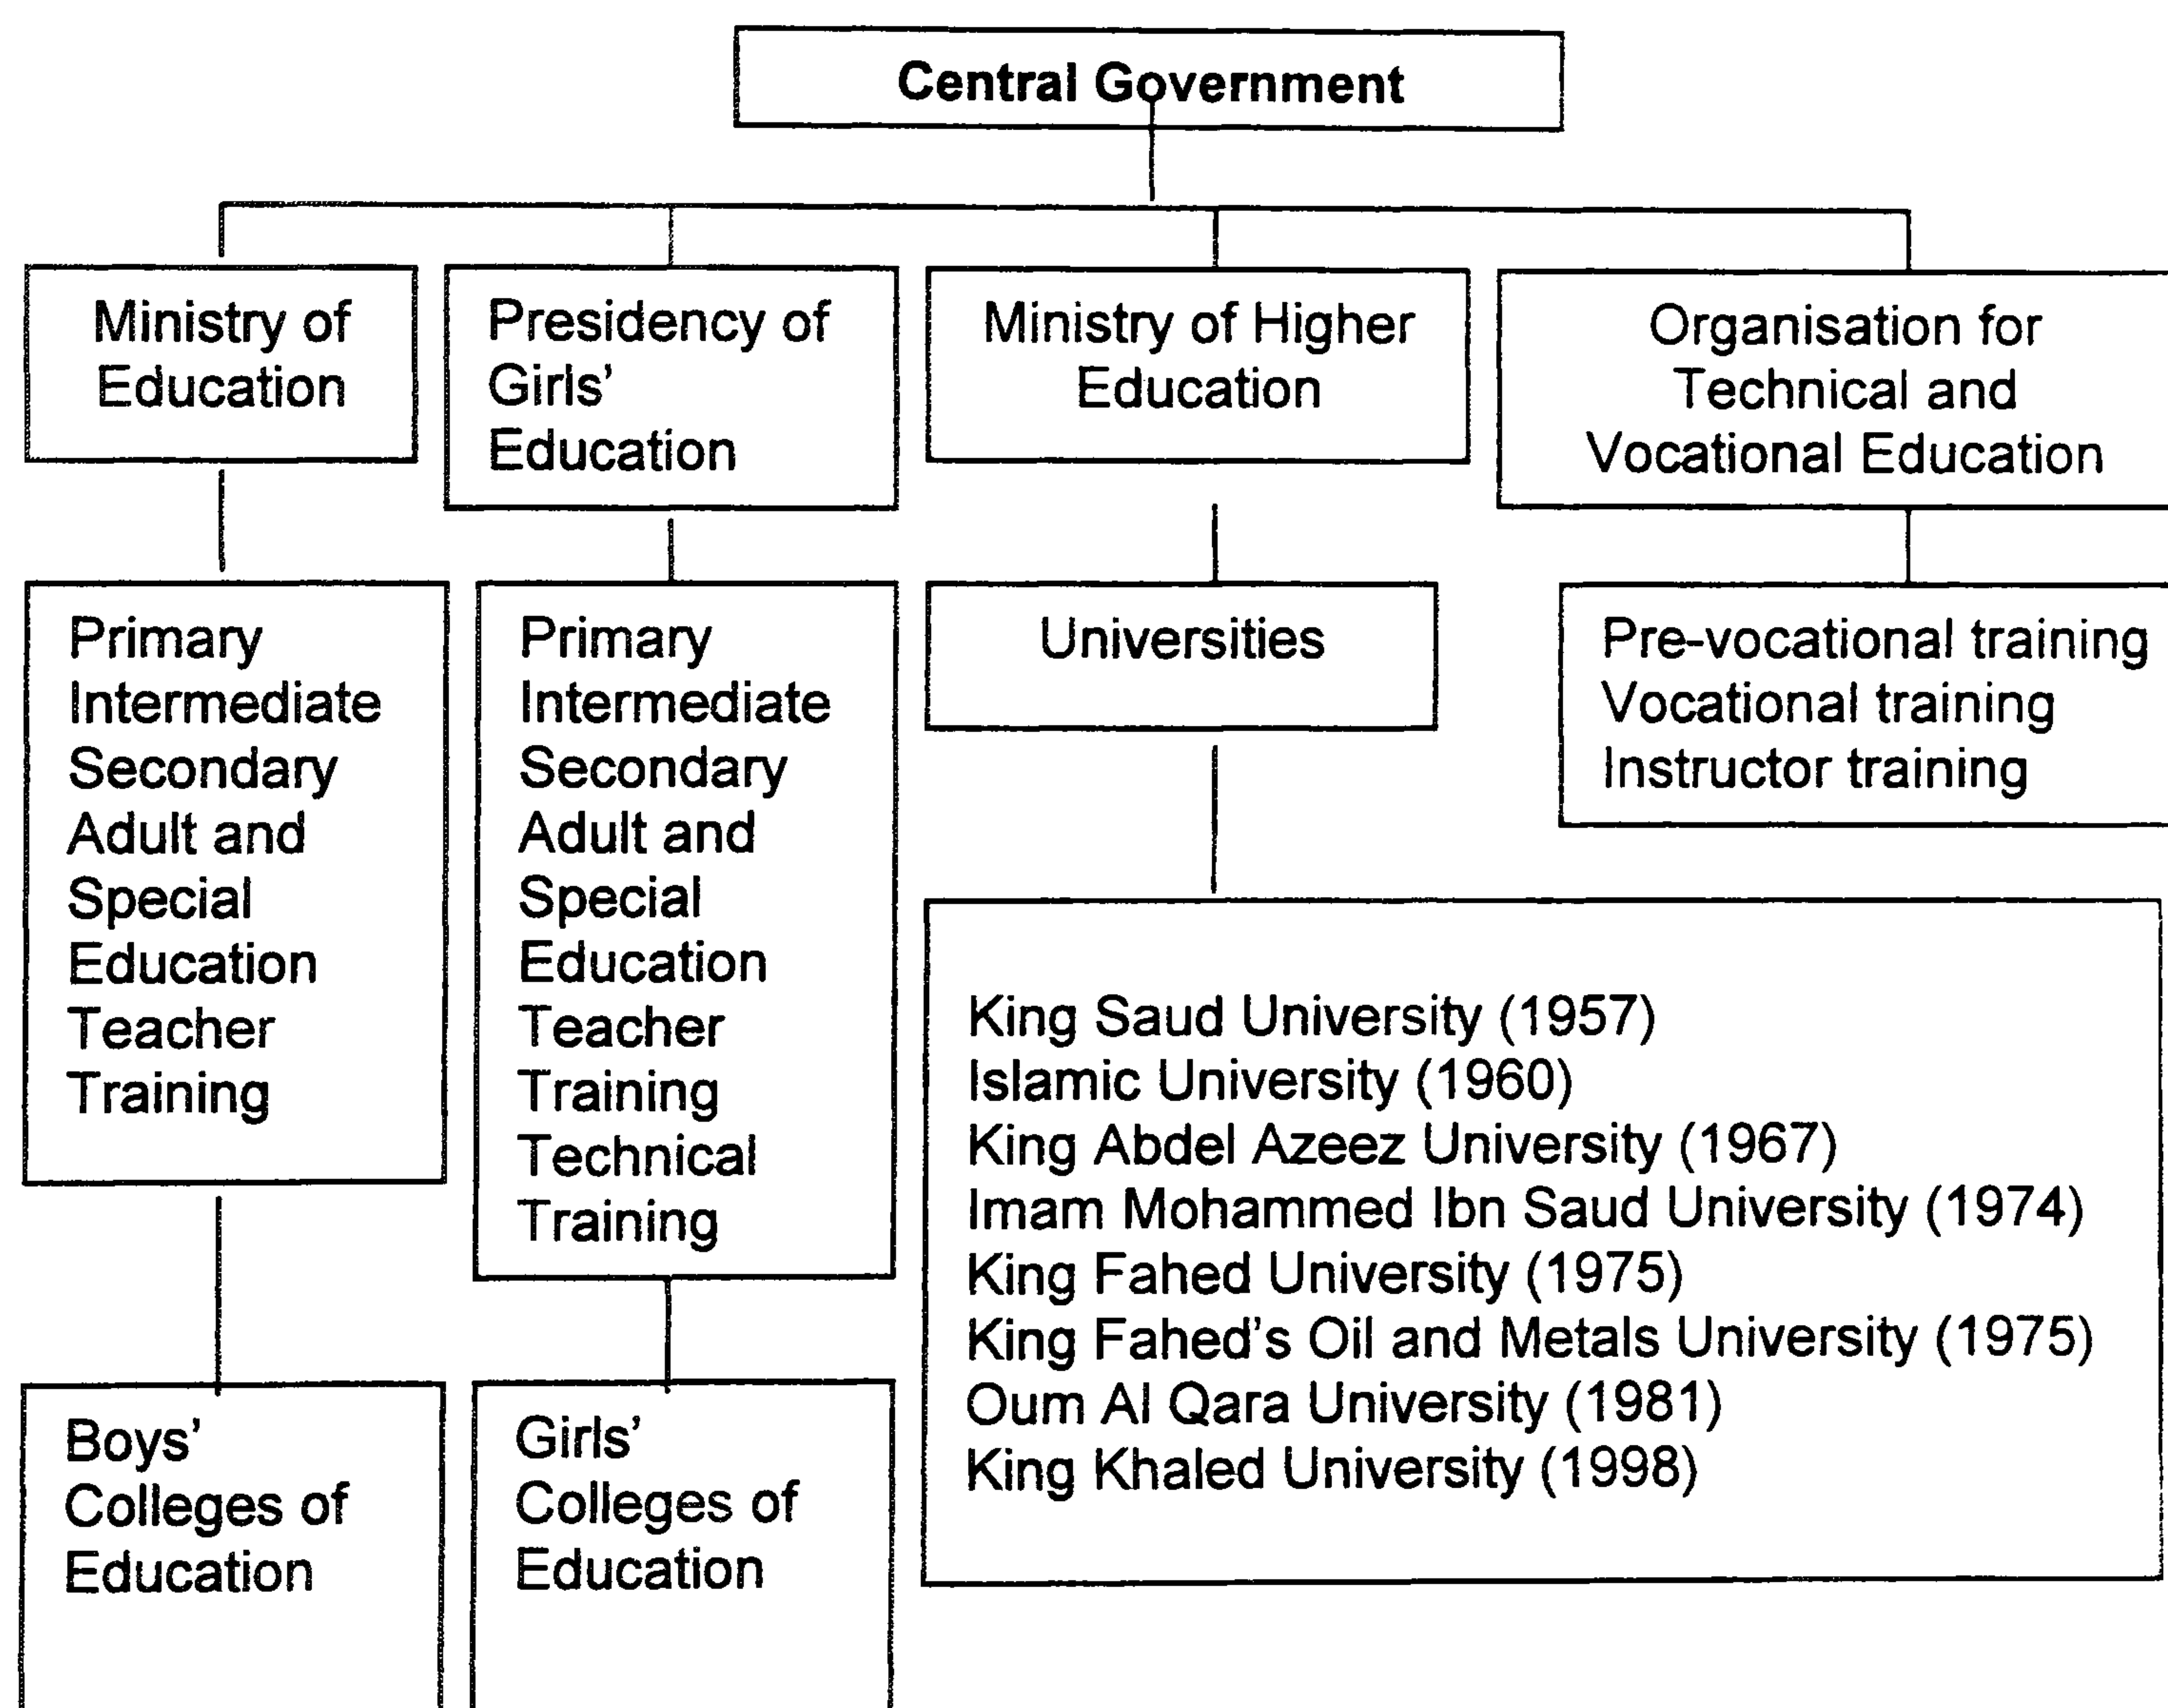 Central Government
Ministry of
Education
Presidency of
Girls’
Education
Ministry of Higher
Education
Organisation for
Technical and
Vocational Education
Primary
Intermediate
Secondary
Adult and
Special
Education
Teacher
Training
Primary
Intermediate
Secondary
Adult and
Special
Education
Teacher
Training
Technical
Training
Universities
Pre-vocational training
Vocational training
Instructor training
King Saud University (1957)
Islamic University (1960)
King Abdel Azeez University (1967)
Imam Mohammed Ibn Saud University (1974)
King Fahed University (1975)
King Fahed’s Oil and Metals University (1975)
Oum Al Qara University (1981)
King Khaled University (1998)
Boys’
Colleges of
Education
Girls’
Colleges of
Education